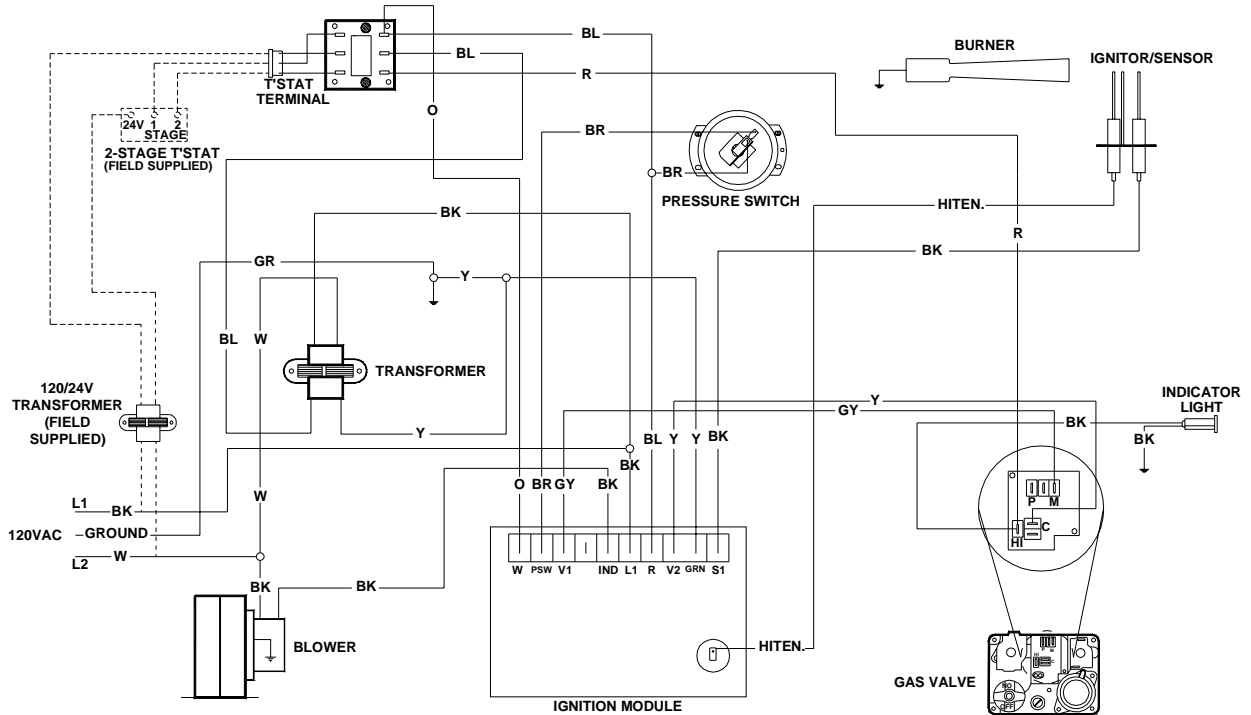 BL
BL
T'STAT
TERMINAL
R
BURNER
IGNITOR/SENSOR
O
24V 1 2
STAGE
2-STAGE T'STAT
(FIELD SUPPLIED)
BR
BR
PRESSURE SWITCH
HITEN.
BK
R
BK
GR
Y
BL
W
TRANSFORMER
120/24V
TRANSFORMER
(FIELD
SUPPLIED)
Y
Y
GY
INDICATOR
LIGHT
BK
BK
BL Y Y BK
BK
W
O BR GY BK
L1
BK
120VAC
GROUND
L2
W
P M
C
HI
W PSW V1 IND L1 R V2 GRN S1
BK
BK
BLOWER
HITEN.
IGNITION MODULE
GAS VALVE
OFF